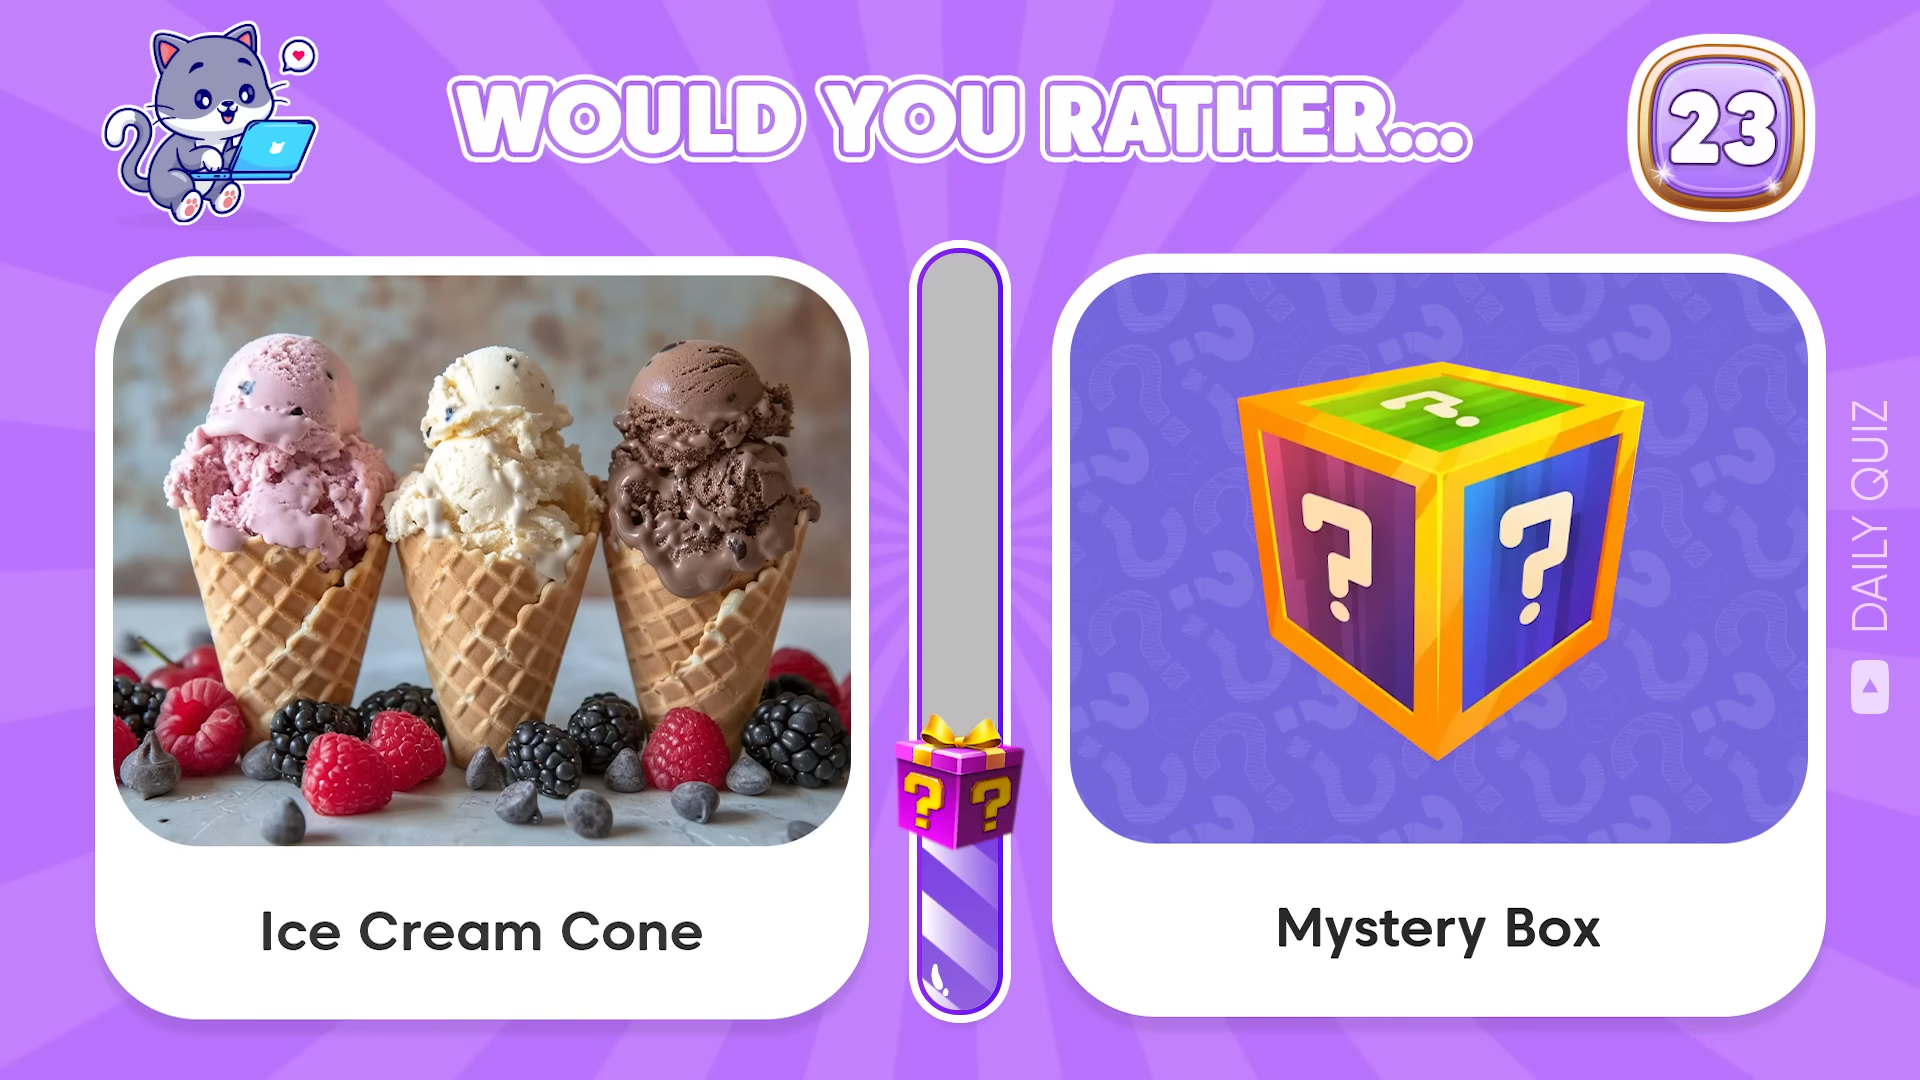 WOULD YOU RATHER...
23
Ice Cream Cone
? ? ?
? ?
Mystery Box
DAILY QUIZ